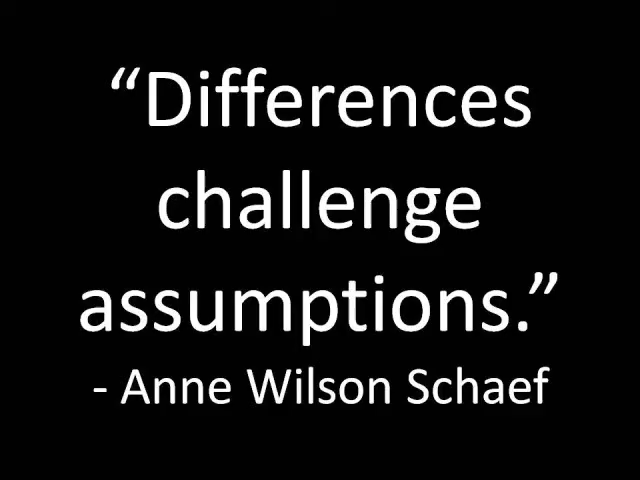 “Differences
challenge
assumptions.”
- Anne Wilson Schaef